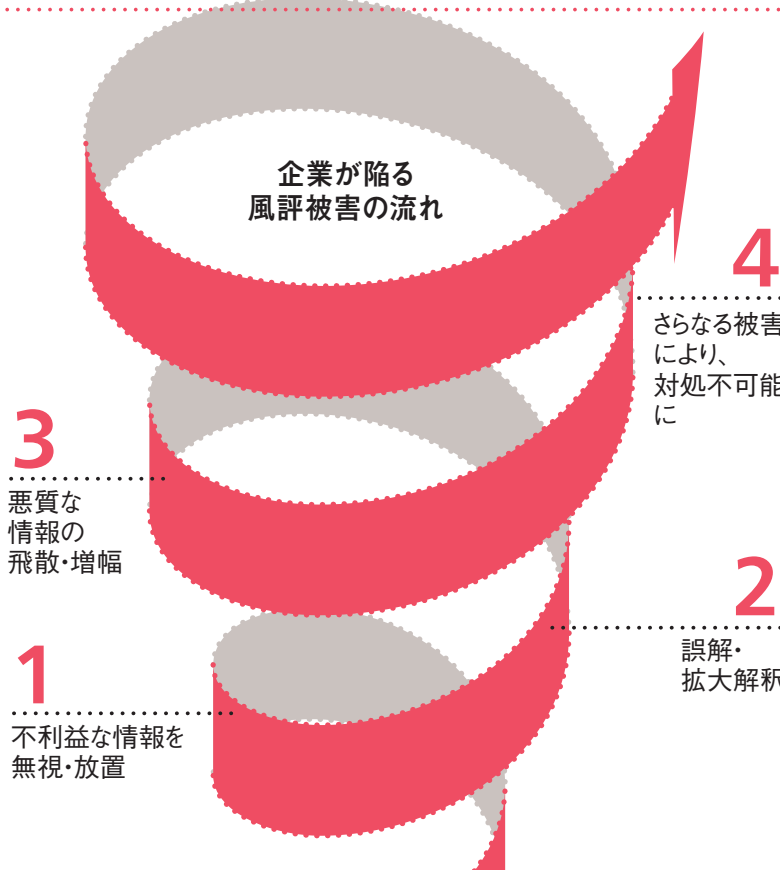 企業が陥る
風評被害の流れ
4
さらなる被害
により、
対処不可能
に
3
悪質な
情報の
飛散・増幅
2
誤解・
拡大解釈
1
不利益な情報を
無視・放置